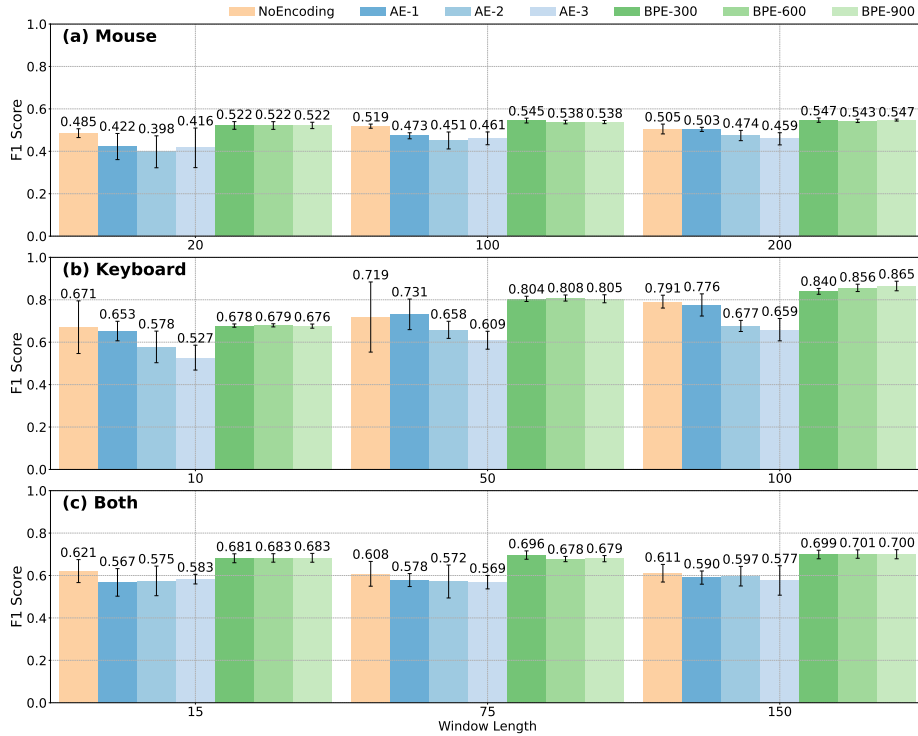 NoEncoding AE-1 AE-2 AE-3 BPE-300 BPE-600 BPE-900
(a) Mouse
F1 Score
1.0
0.8
0.6
0.4
0.2
0.0
0.485 0.422 0.398 0.416 0.522 0.522 0.522
0.519 0.473 0.451 0.461 0.545 0.538 0.538
0.505 0.503 0.474 0.459 0.547 0.543 0.547
20 100 200
(b) Keyboard
F1 Score
1.0
0.8
0.6
0.4
0.2
0.0
0.671 0.653 0.578 0.527 0.678 0.679 0.676
0.719 0.731 0.658 0.609 0.804 0.808 0.805
0.791 0.776 0.677 0.659 0.840 0.856 0.865
10 50 100
(c) Both
F1 Score
1.0
0.8
0.6
0.4
0.2
0.0
0.621 0.567 0.575 0.583 0.681 0.683 0.683
0.608 0.578 0.572 0.569 0.696 0.678 0.679
0.611 0.590 0.597 0.577 0.699 0.701 0.700
15 75 150
Window Length